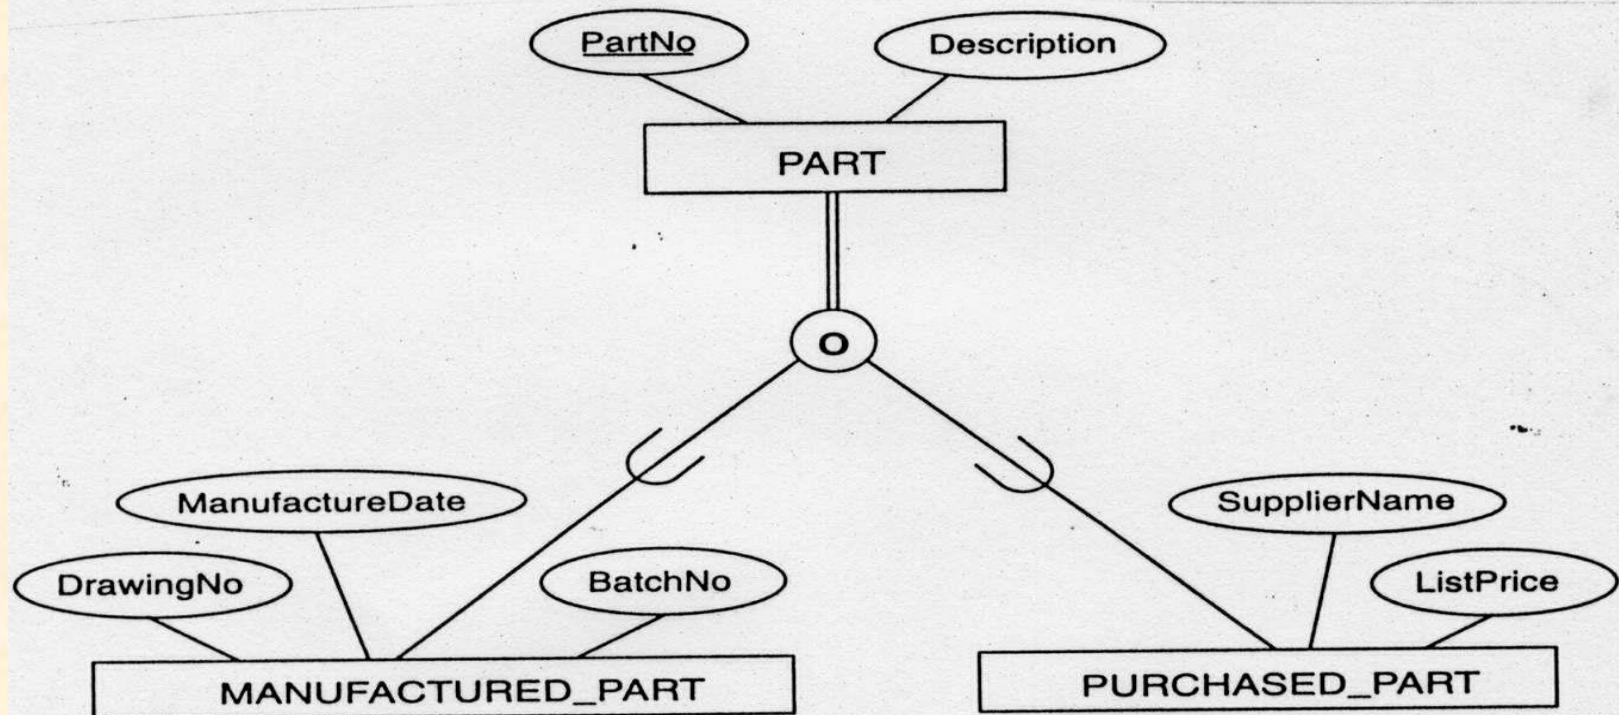 PartNo
Description
PART
O
ManufactureDate
SupplierName
DrawingNo
BatchNo
ListPrice
MANUFACTURED_PART
PURCHASED_PART